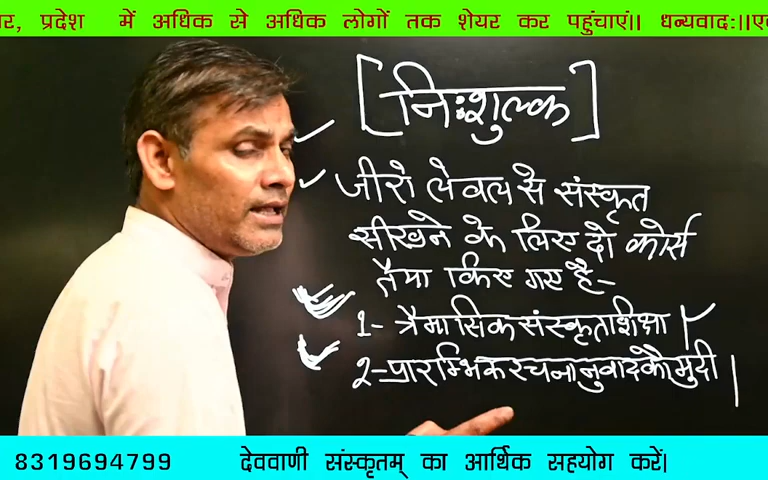 र, प्रदेश में अधिक से अधिक लोगों तक शेयर कर पहुंचाएं।। धन्यवादः।।
[निःशुल्क]
जीरो लेवल से संस्कृत
सीखने के लिए दो कोर्स
तैया किए गए है-
1- त्रैमासिकसंस्कृताशिक्षा
2- प्रारम्भिकरचनानुवादकौमुदी
8319694799 देववाणी संस्कृतम् का आर्थिक सहयोग करें।